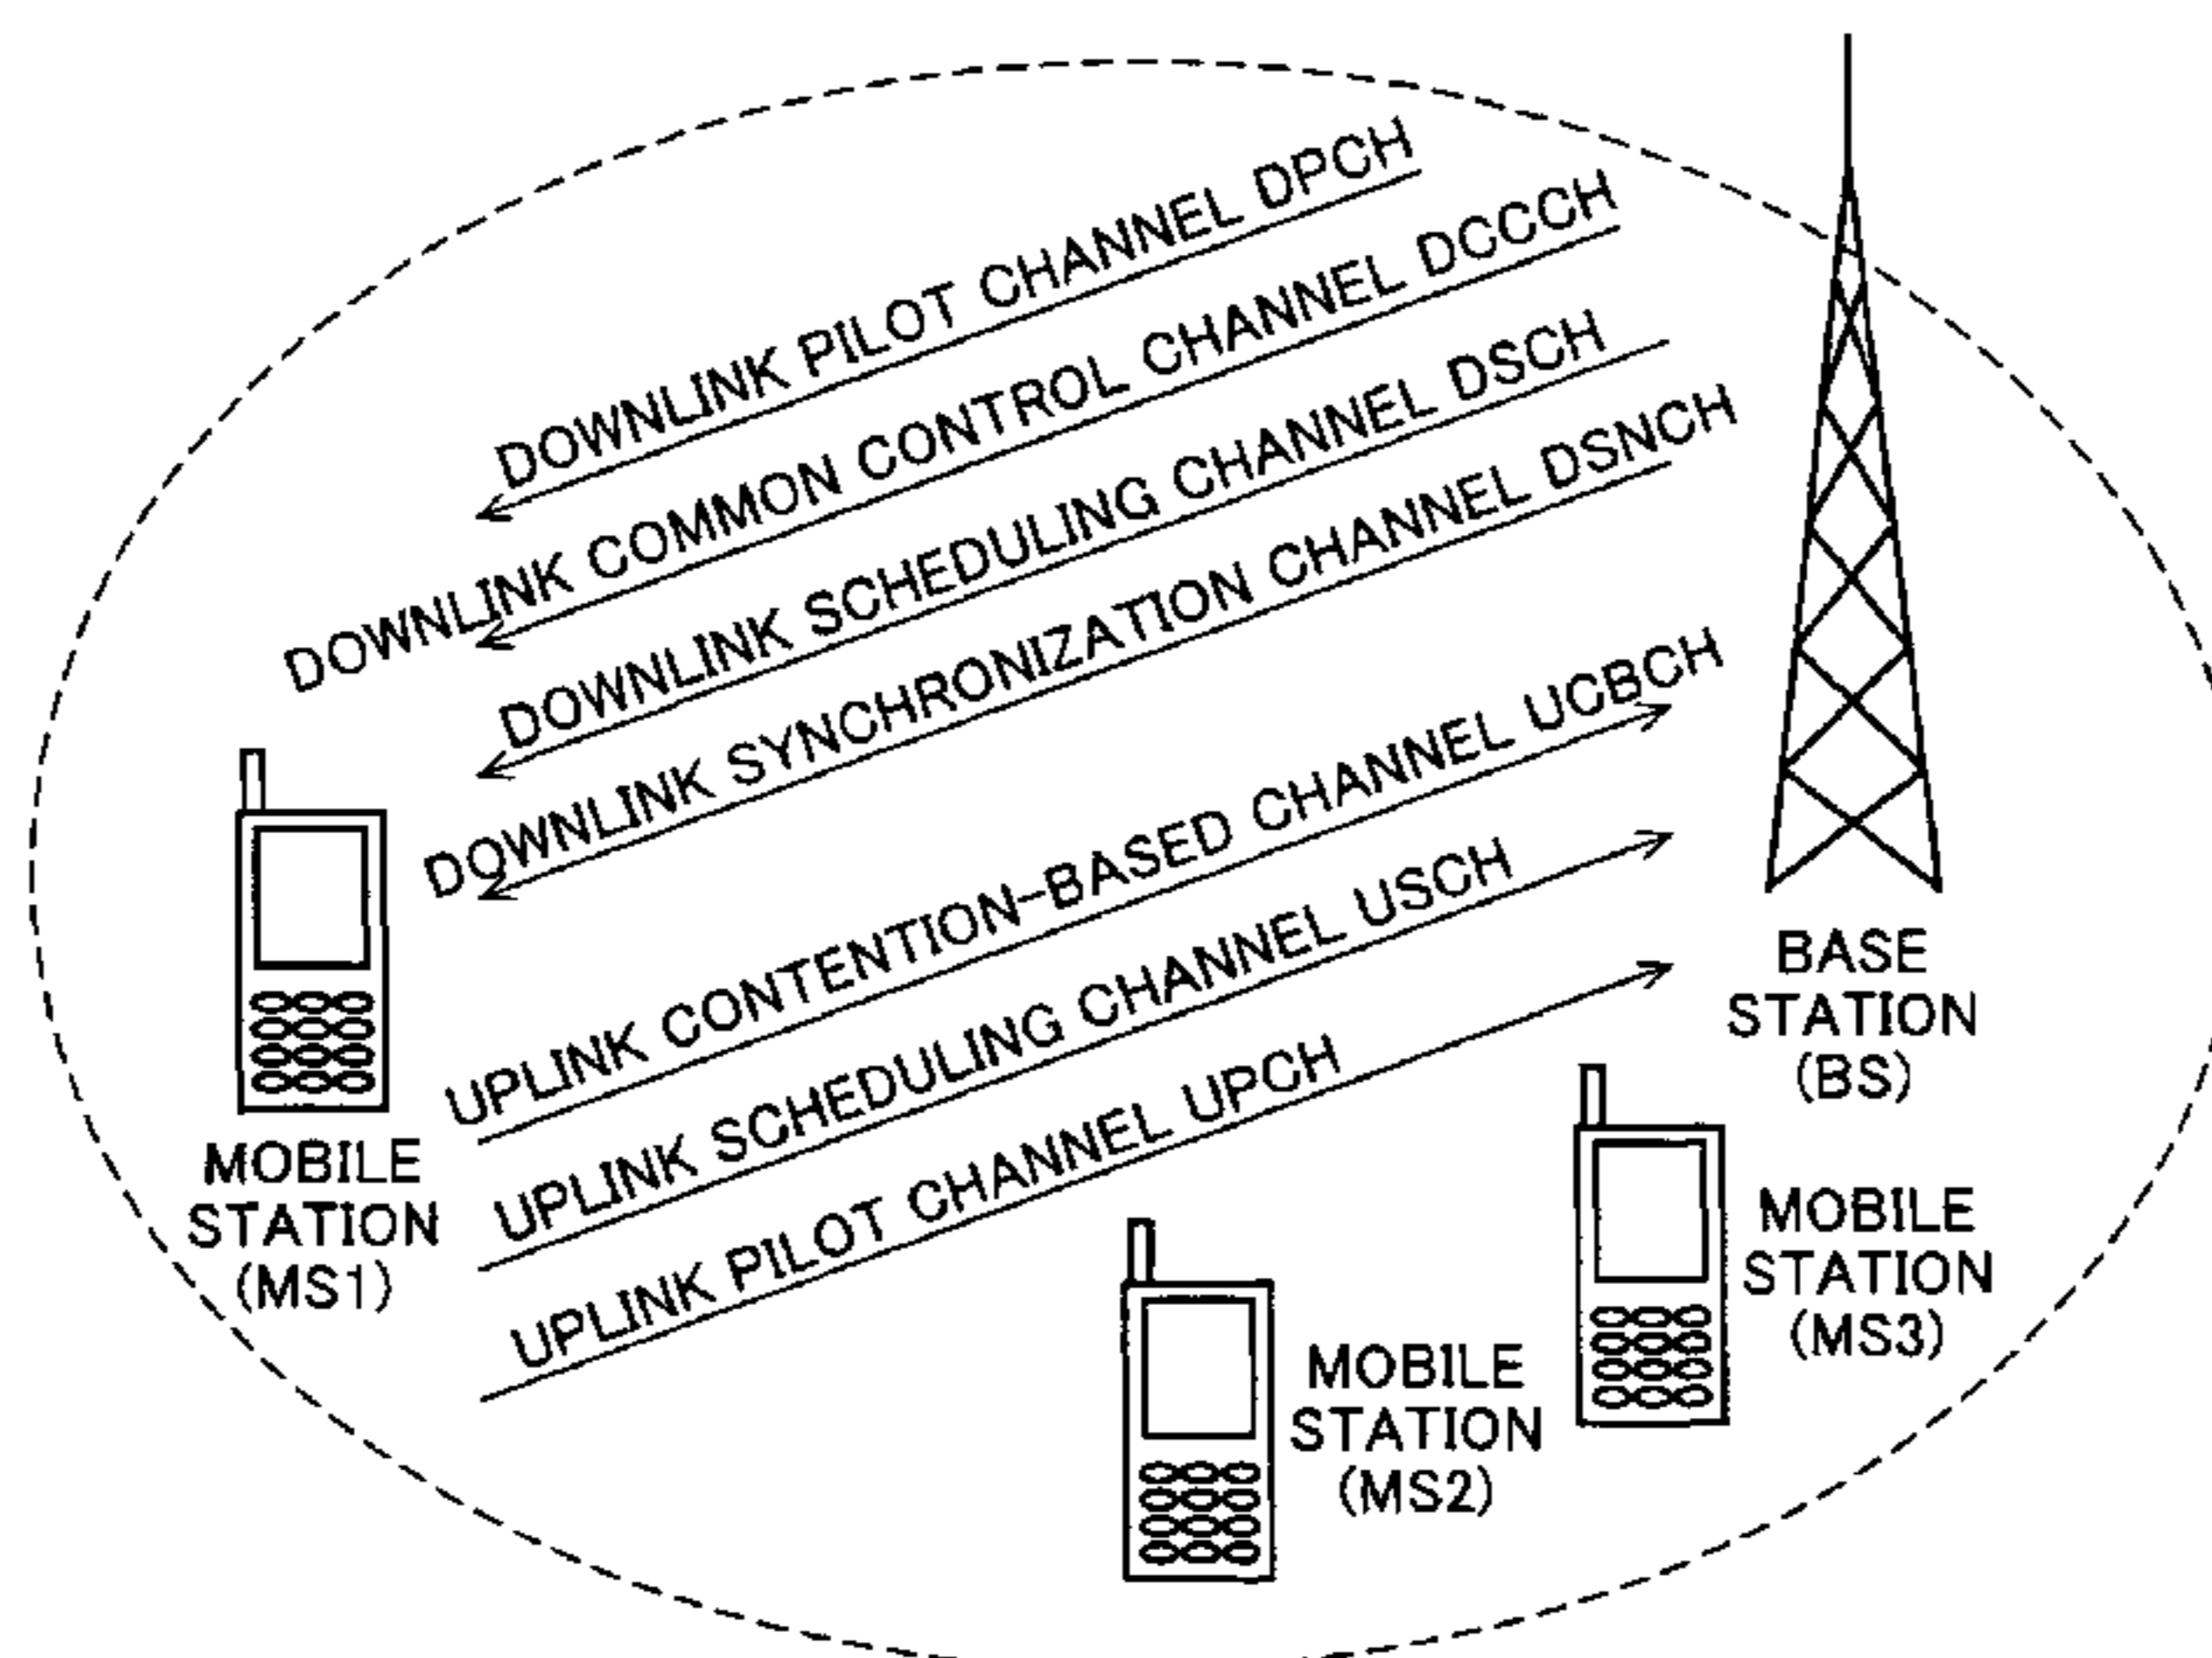 DOWNLINK PILOT CHANNEL DPCH
DOWNLINK COMMON CONTROL CHANNEL DCCCH
DOWNLINK SCHEDULING CHANNEL DSCH
DOWNLINK SYNCHRONIZATION CHANNEL DSNCH
UPLINK CONTENTION-BASED CHANNEL UCBCH
UPLINK SCHEDULING CHANNEL USCH
UPLINK PILOT CHANNEL UPCH
MOBILE
STATION
(MS1)
BASE
STATION
(BS)
MOBILE
STATION
(MS2)
MOBILE
STATION
(MS3)